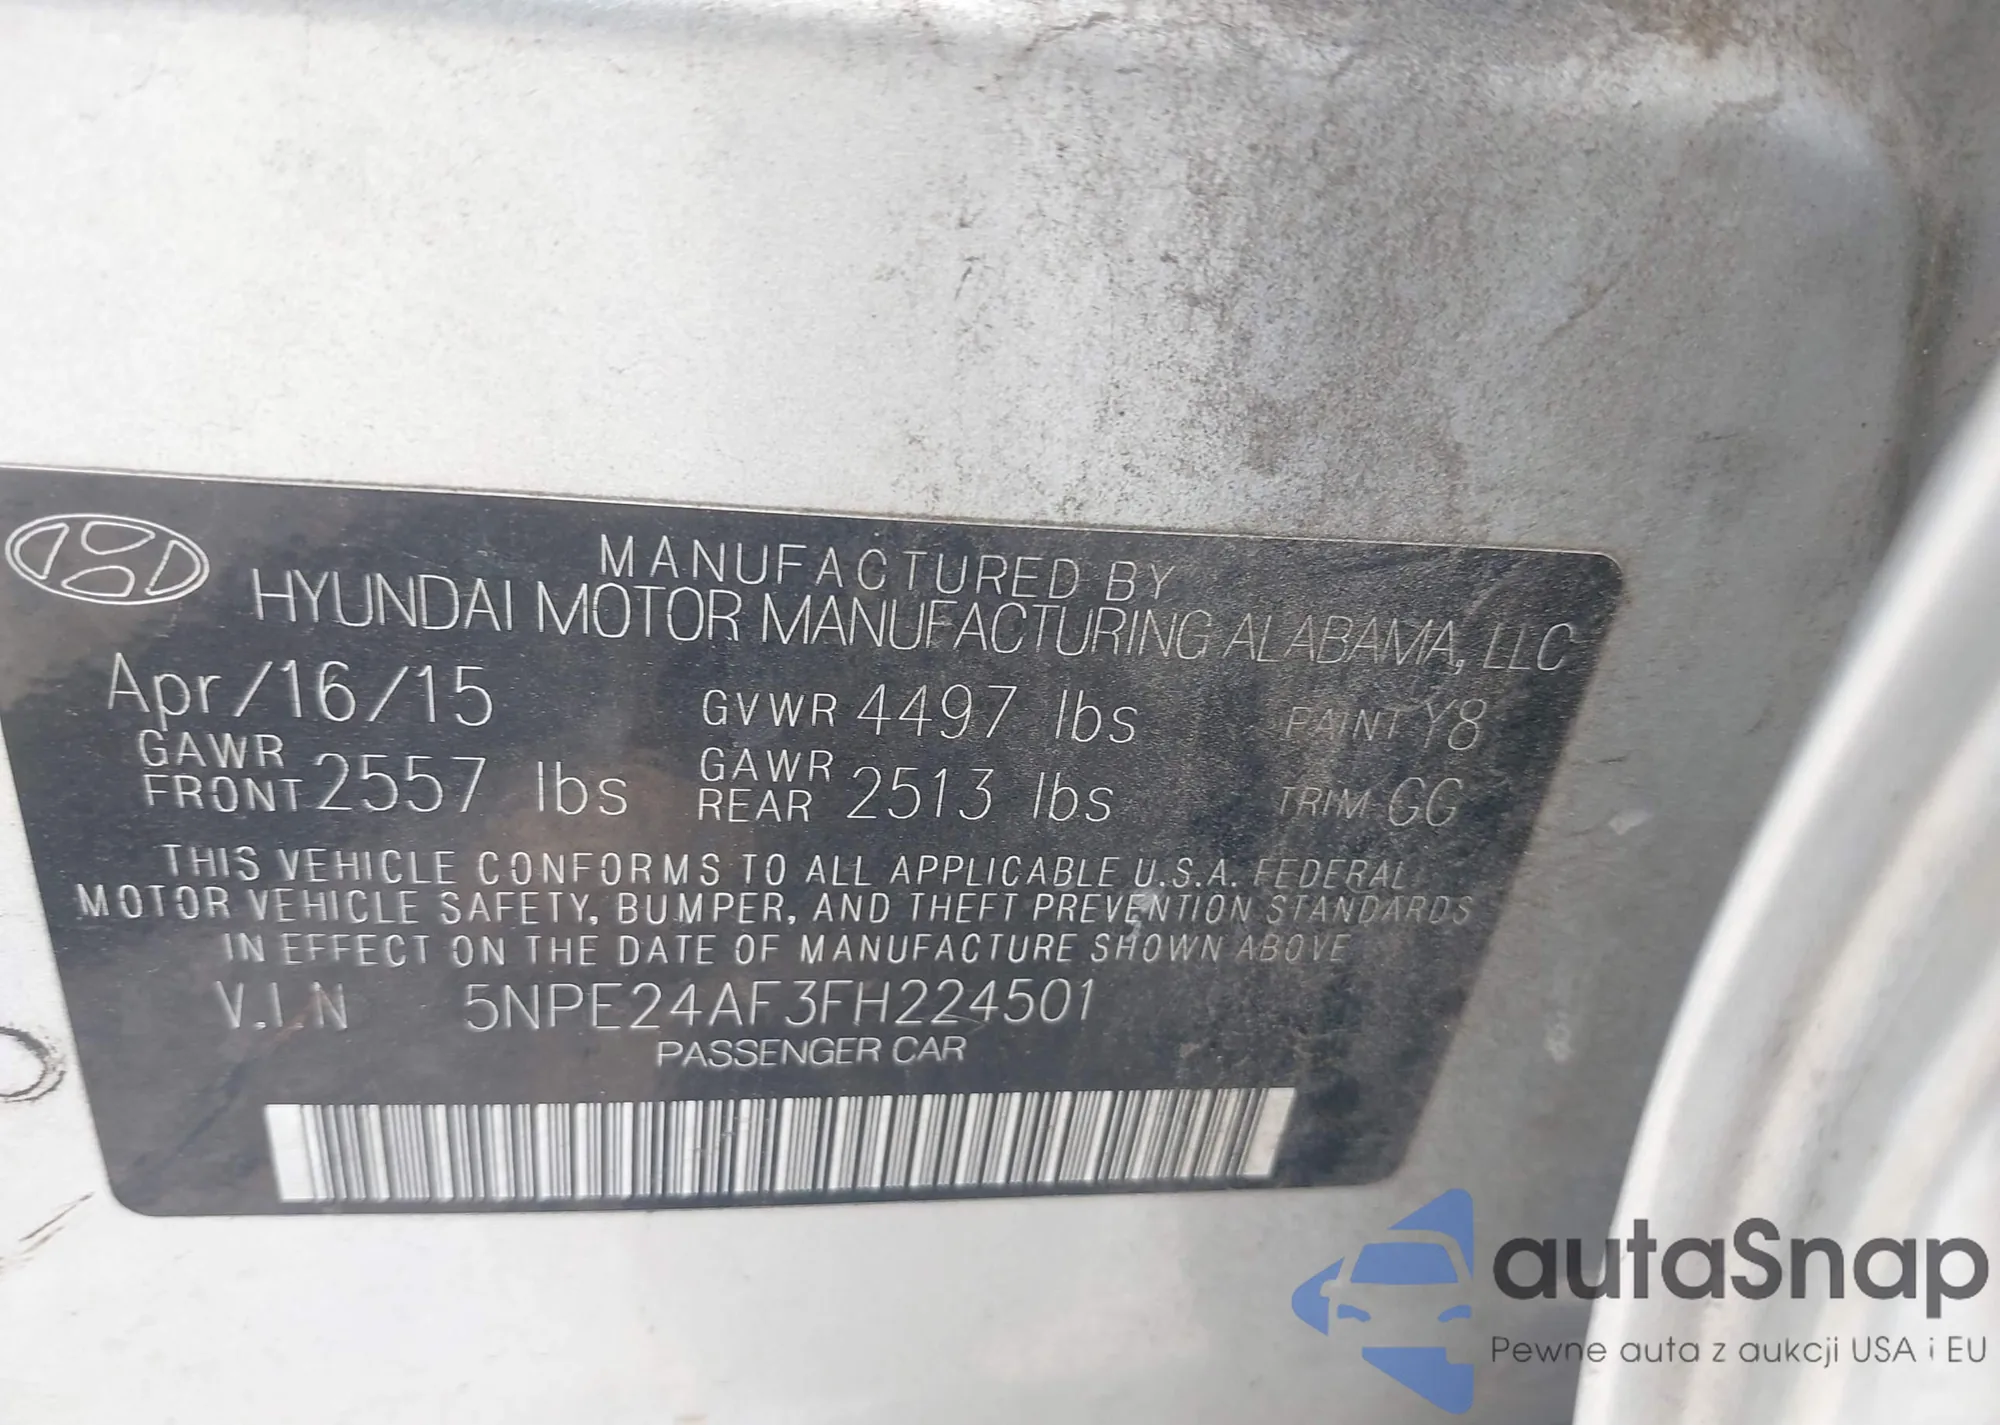 MANUFACTURED BY
HYUNDAI MOTOR MANUFACTURING ALABAMA, LLC
Apr/16/15 GVWR 4497 lbs PAINT Y8
GAWR FRONT 2557 lbs GAWR REAR 2513 lbs TRIM GG
THIS VEHICLE CONFORMS TO ALL APPLICABLE U.S.A. FEDERAL
MOTOR VEHICLE SAFETY, BUMPER, AND THEFT PREVENTION STANDARDS
IN EFFECT ON THE DATE OF MANUFACTURE SHOWN ABOVE
V.I.N 5NPE24AF3FH224501
PASSENGER CAR
autaSnap
Pewne auta z aukcji USA i EU